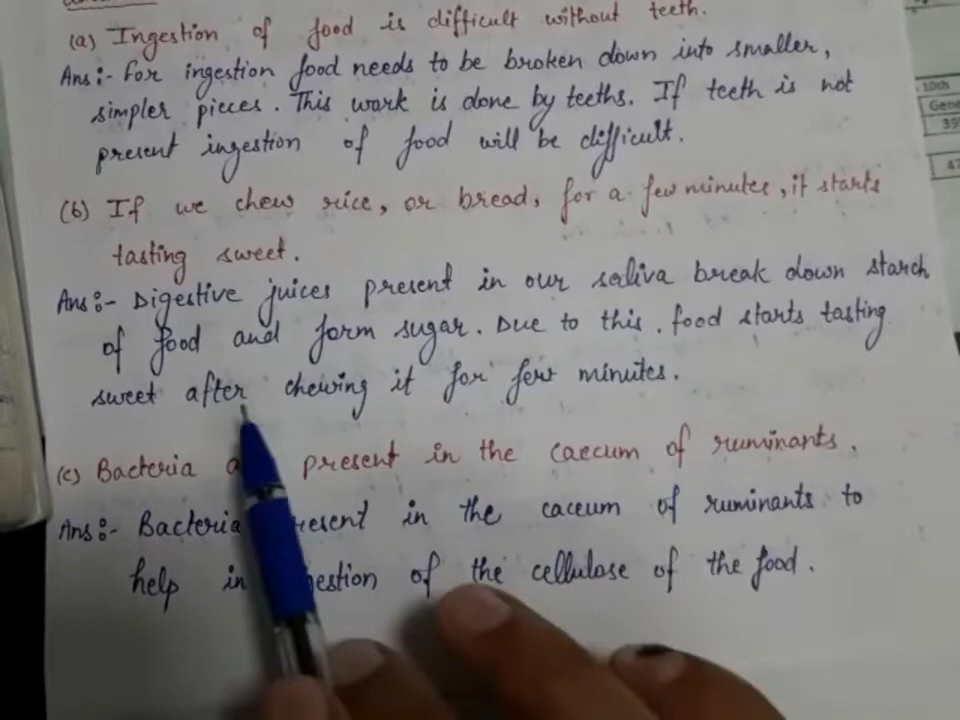 (a) Ingestion of food is difficult without teeth.
Ans:- For ingestion food needs to be broken down into smaller,
simpler pieces. This work is done by teeths. If teeth is not
present ingestion of food will be difficult.
(b) If we chew rice, or bread, for a few minutes, it starts
tasting sweet.
Ans:- Digestive juices present in our saliva break down starch
of food and form sugar. Due to this, food starts tasting
sweet after chewing it for few minutes.
(c) Bacteria present in the caecum of ruminants.
Ans:- Bacteria in the caceum of ruminants to
help in of the cellulose of the food.
10th
Gene